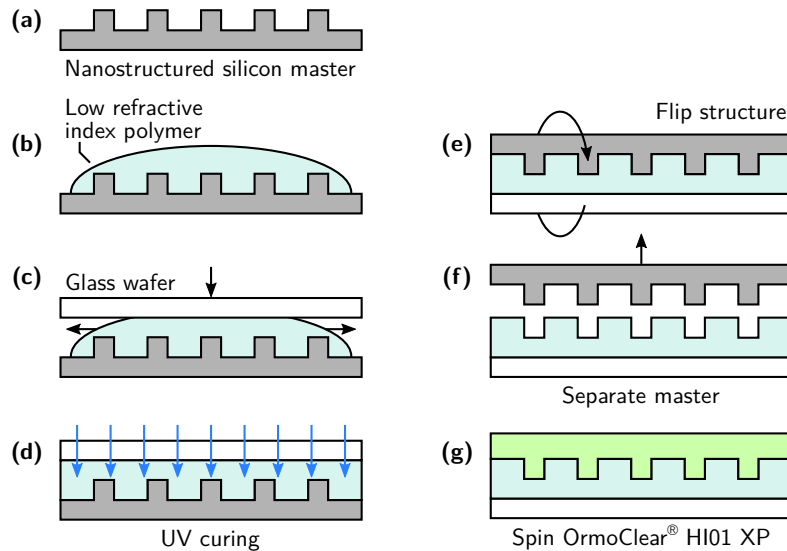 (a)
Nanostructured silicon master
Low refractive
index polymer
(b)
(c)
Glass wafer
(d)
UV curing
Flip structure
(e)
(f)
Separate master
(g)
Spin OrmoClear® HI01 XP